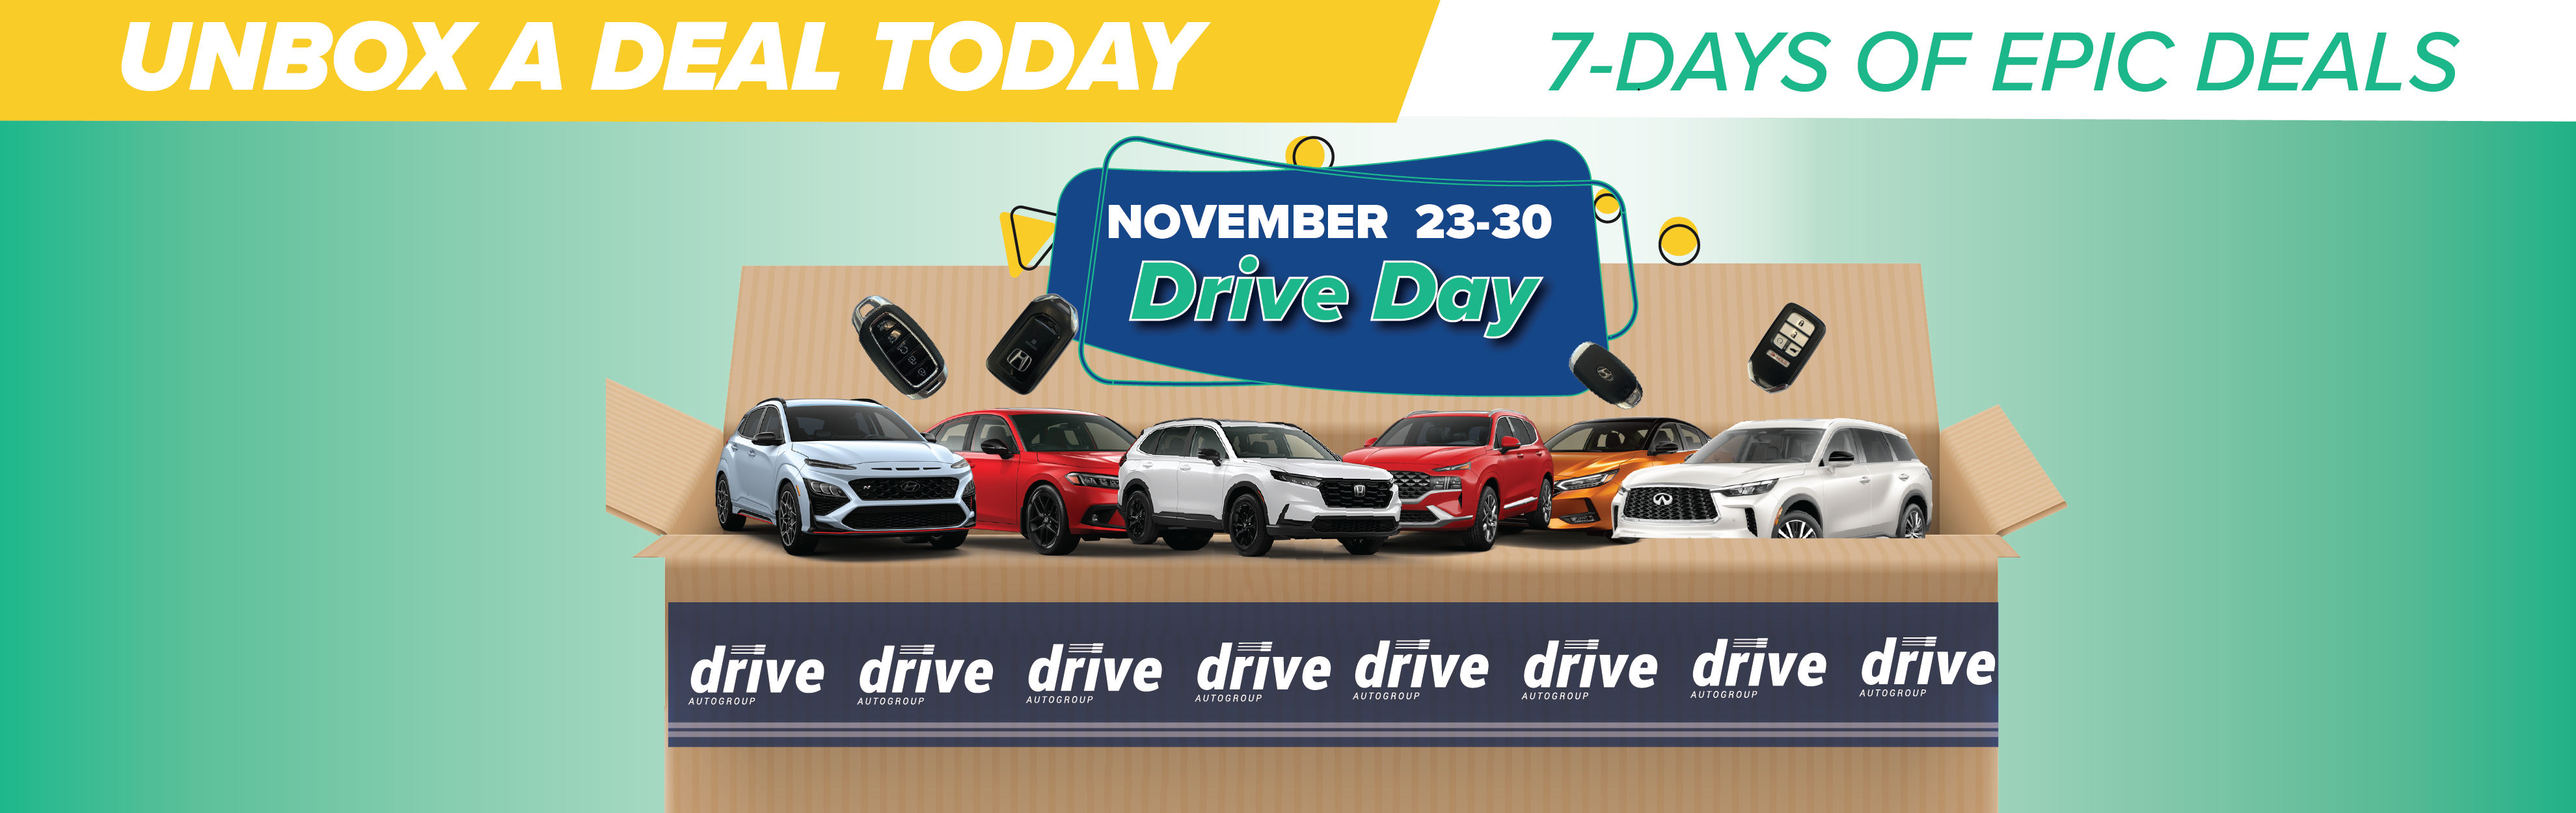 UNBOX A DEAL TODAY
7-DAYS OF EPIC DEALS
NOVEMBER 23-30
Drive Day
drive drive drive drive drive drive drive drive
AUTOGROUP AUTOGROUP AUTOGROUP AUTOGROUP AUTOGROUP AUTOGROUP AUTOGROUP AUTOGROUP